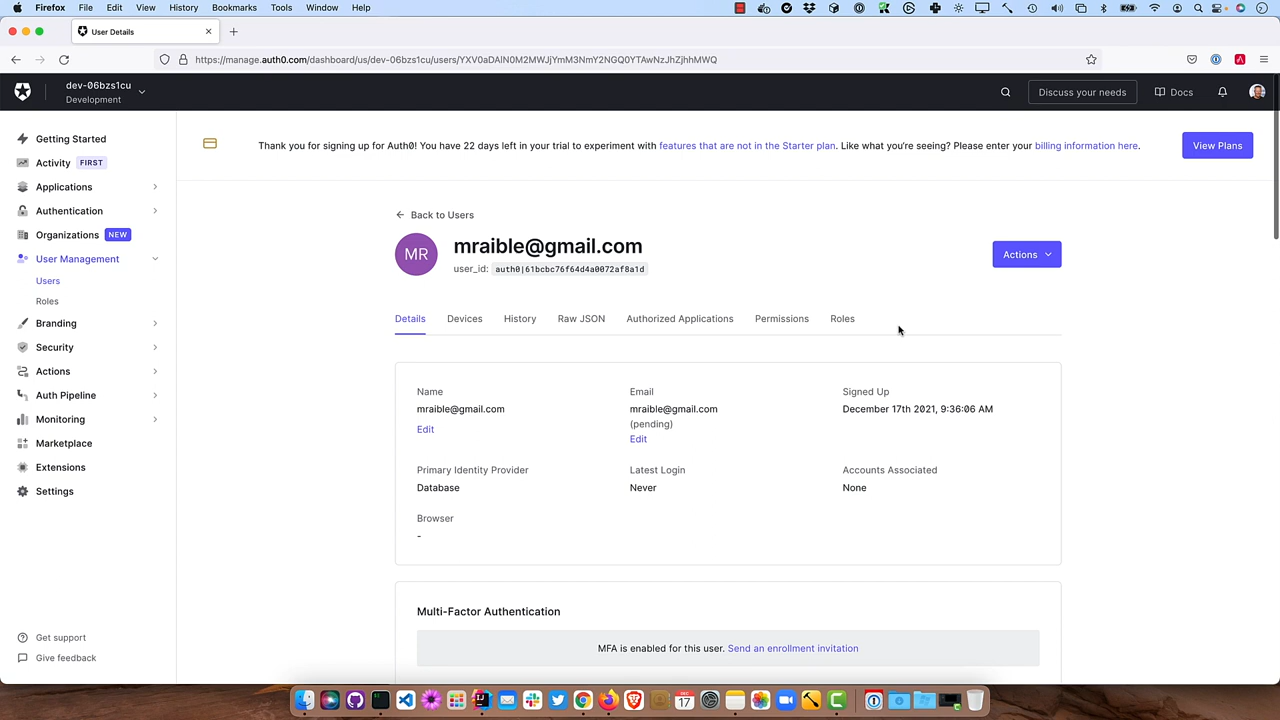 Firefox File Edit View History Bookmarks Tools Window Help
User Details
https://manage.auth0.com/dashboard/us/dev-06bzs1cu/users/YXV0aDAlN0M2MWJjYmM3NmY2NGQ0YTAwNzJhZjhhMWQ
dev-06bzs1cu
Development
Discuss your needs
Docs
Thank you for signing up for Auth0! You have 22 days left in your trial to experiment with features that are not in the Starter plan. Like what you're seeing? Please enter your billing information here.
View Plans
Getting Started
Activity FIRST
Applications
Authentication
Organizations NEW
User Management
Users
Roles
Branding
Security
Actions
Auth Pipeline
Monitoring
Marketplace
Extensions
Settings
Get support
Give feedback
Back to Users
MR
mraible@gmail.com
user_id: auth0|61bcbc76f64d4a0072af8a1d
Actions
Details Devices History Raw JSON Authorized Applications Permissions Roles
Name Email Signed Up
mraible@gmail.com mraible@gmail.com December 17th 2021, 9:36:06 AM
(pending)
Edit Edit
Primary Identity Provider Latest Login Accounts Associated
Database Never None
Browser
-
Multi-Factor Authentication
MFA is enabled for this user. Send an enrollment invitation
17